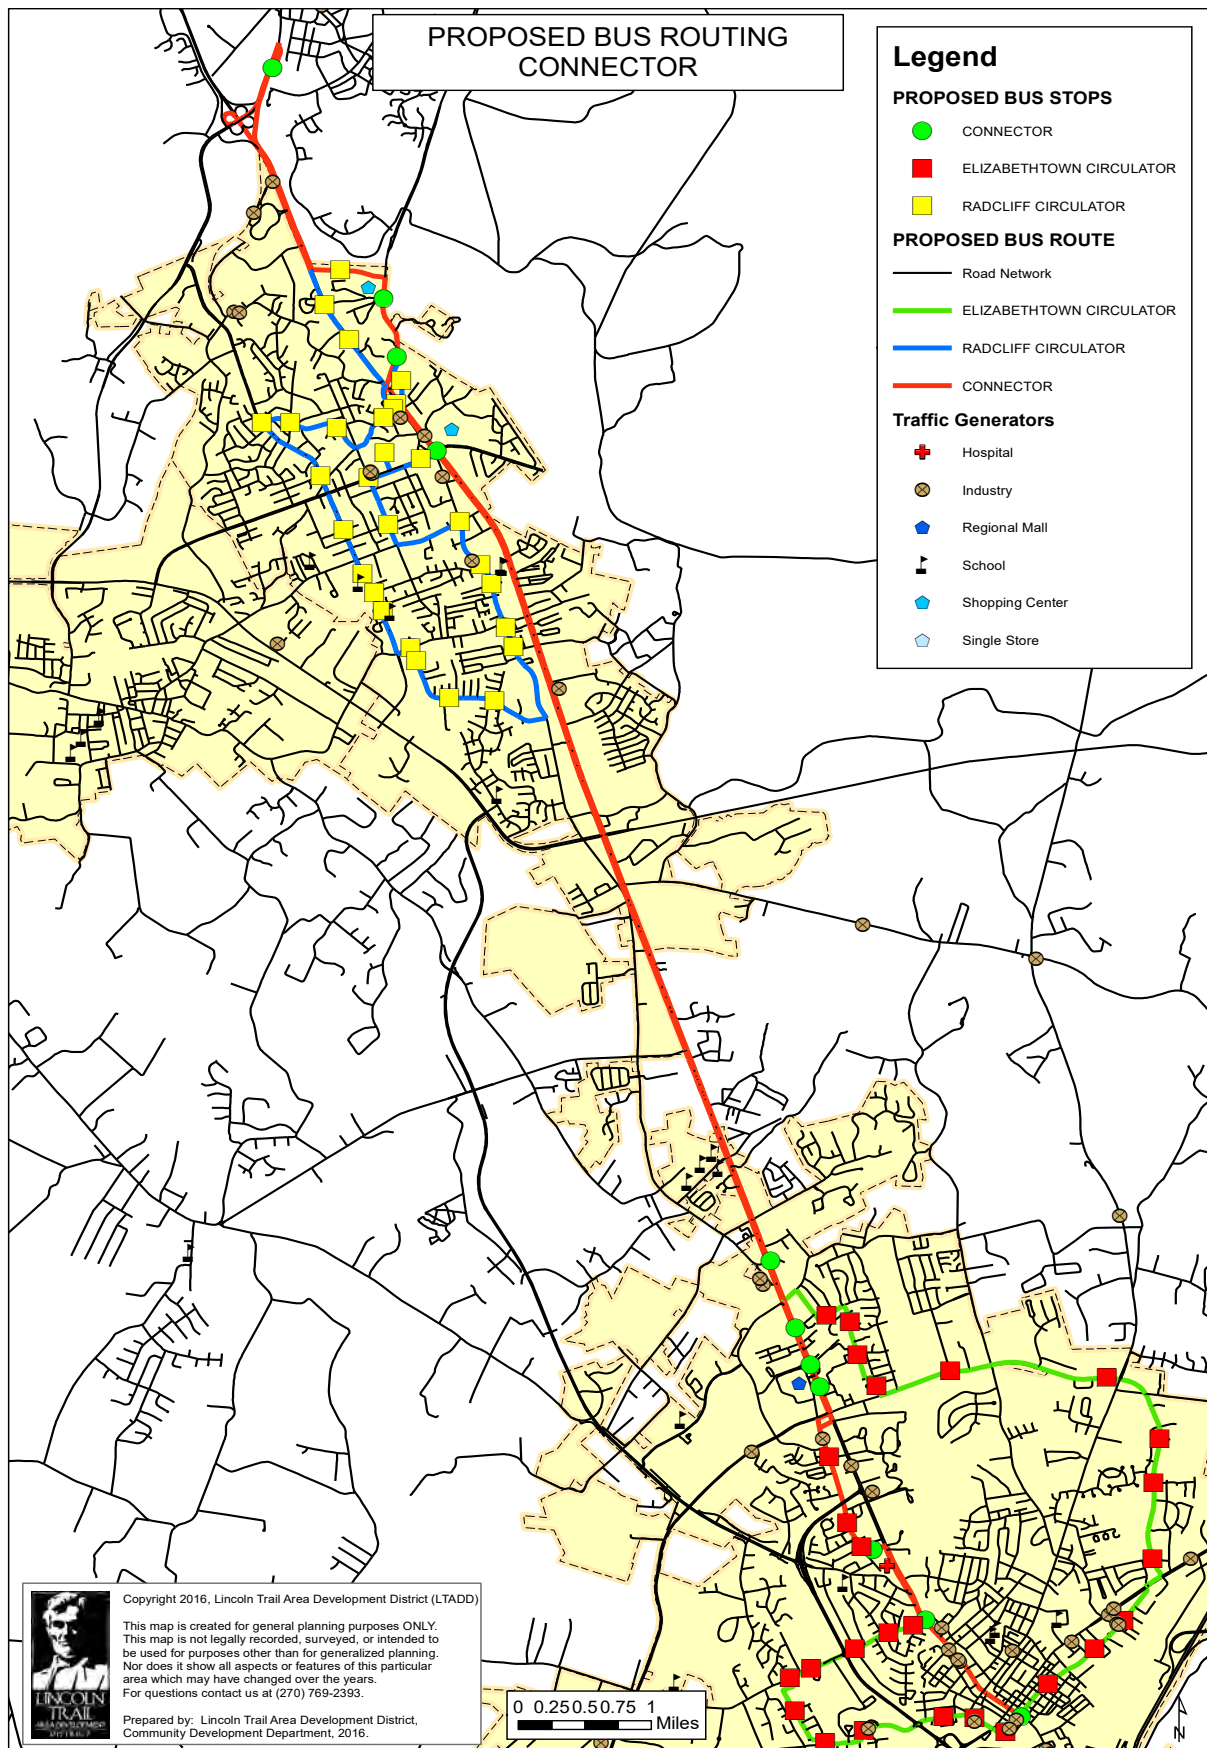 PROPOSED BUS ROUTING
CONNECTOR
Legend
PROPOSED BUS STOPS
CONNECTOR
ELIZABETHTOWN CIRCULATOR
RADCLIFF CIRCULATOR
PROPOSED BUS ROUTE
Road Network
ELIZABETHTOWN CIRCULATOR
RADCLIFF CIRCULATOR
CONNECTOR
Traffic Generators
Hospital
Industry
Regional Mall
School
Shopping Center
Single Store
Copyright 2016, Lincoln Trail Area Development District (LTADD)
This map is created for general planning purposes ONLY.
This map is not legally recorded, surveyed, or intended to
be used for purposes other than for generalized planning.
Nor does it show all aspects or features of this particular
area which may have changed over the years.
For questions contact us at (270) 769-2393.
Prepared by: Lincoln Trail Area Development District,
Community Development Department, 2016.
LINCOLN
TRAIL
AREA DEVELOPMENT
DISTRICT
0 0.25 0.5 0.75 1
Miles
N